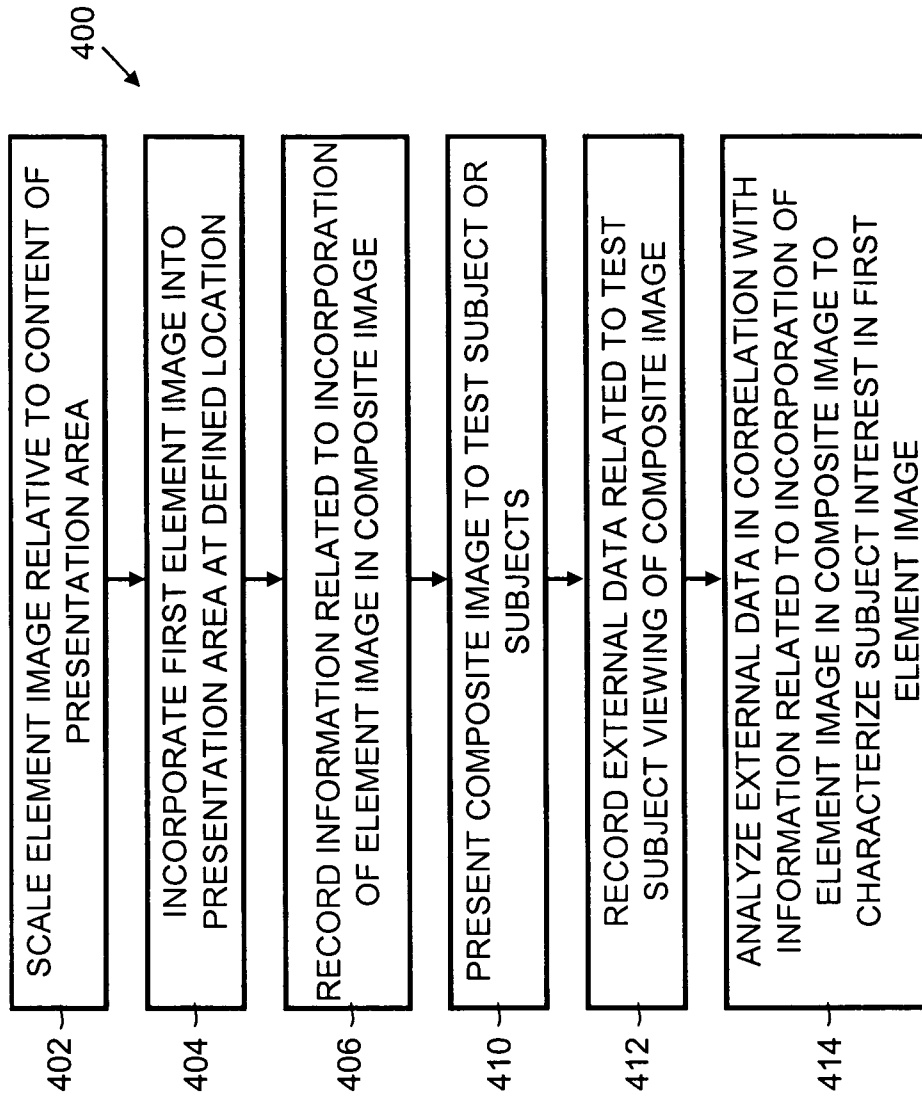 400
402
SCALE ELEMENT IMAGE RELATIVE TO CONTENT OF
PRESENTATION AREA
404
INCORPORATE FIRST ELEMENT IMAGE INTO
PRESENTATION AREA AT DEFINED LOCATION
406
RECORD INFORMATION RELATED TO INCORPORATION
OF ELEMENT IMAGE IN COMPOSITE IMAGE
410
PRESENT COMPOSITE IMAGE TO TEST SUBJECT OR
SUBJECTS
412
RECORD EXTERNAL DATA RELATED TO TEST
SUBJECT VIEWING OF COMPOSITE IMAGE
414
ANALYZE EXTERNAL DATA IN CORRELATION WITH
INFORMATION RELATED TO INCORPORATION OF
ELEMENT IMAGE IN COMPOSITE IMAGE TO
CHARACTERIZE SUBJECT INTEREST IN FIRST
ELEMENT IMAGE